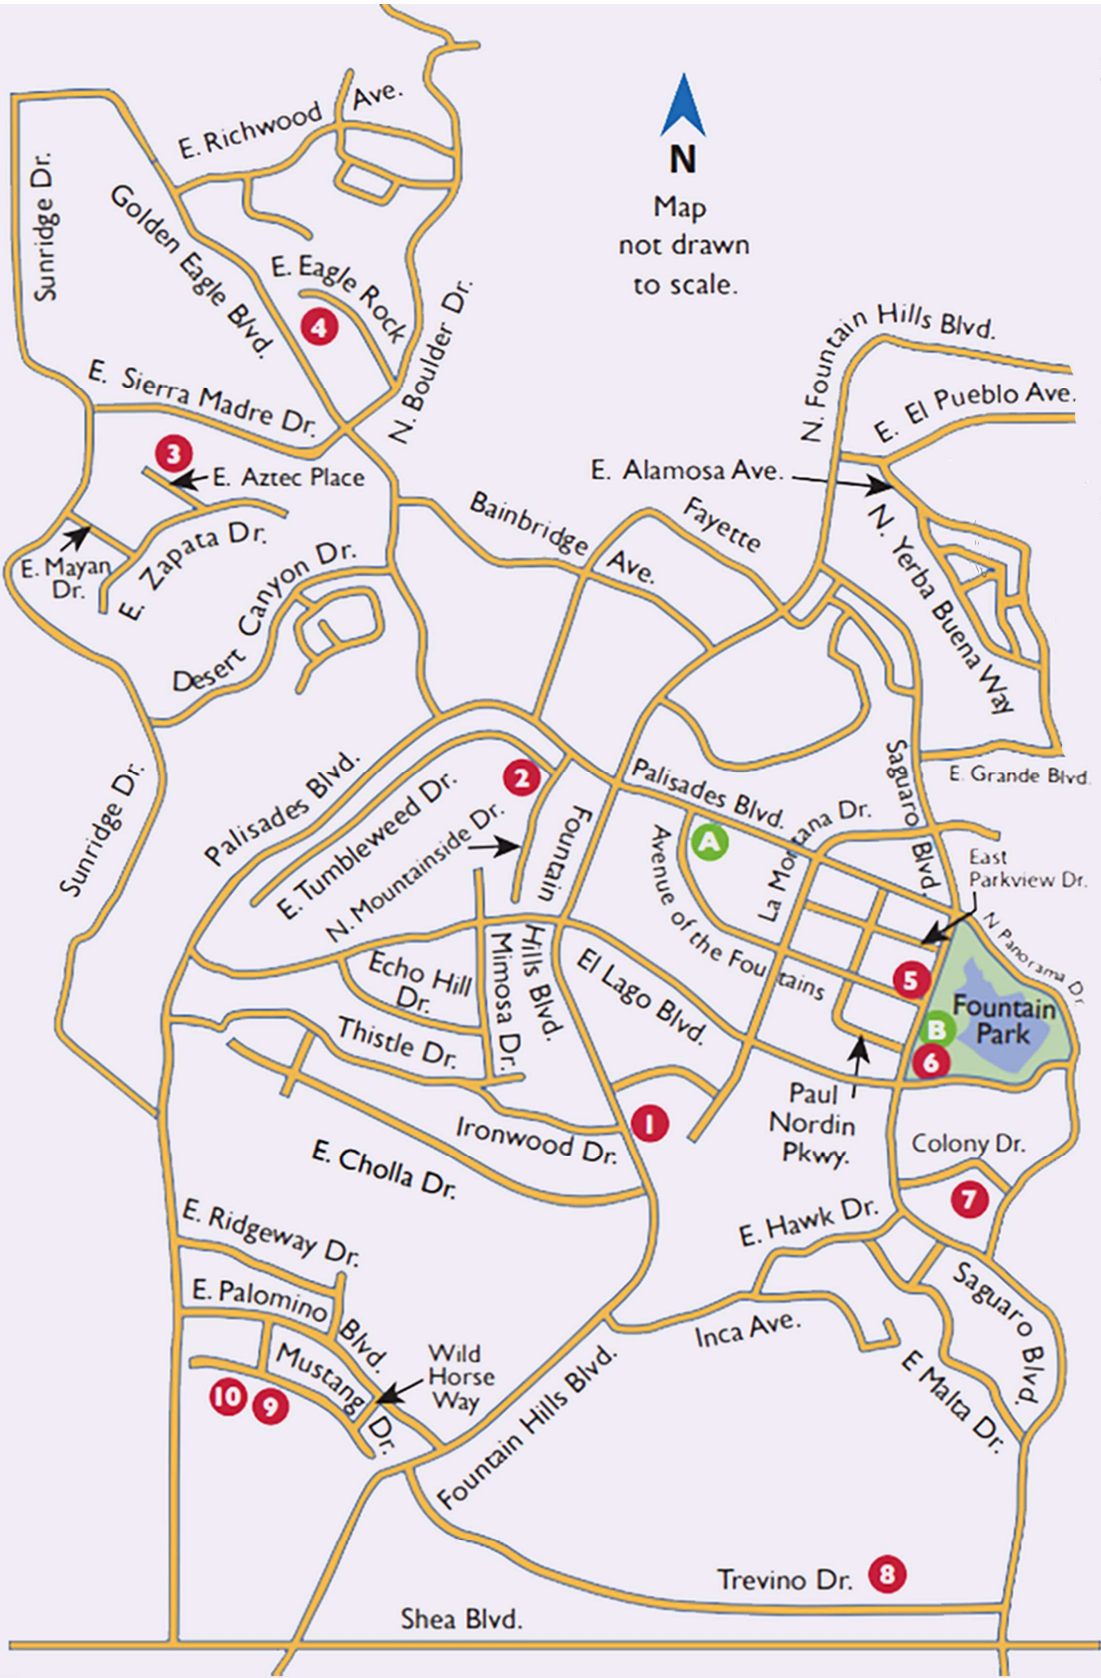 E. Richwood Ave.
Sunridge Dr.
Golden Eagle Blvd.
E. Eagle Rock
4
N. Boulder Dr.
N
Map
not drawn
to scale.
N. Fountain Hills Blvd.
E. El Pueblo Ave.
E. Sierra Madre Dr.
3
E. Aztec Place
E. Alamosa Ave.
Bainbridge Ave.
Fayette
N. Yerba Buena Way
E. Mayan
Dr.
E. Zapata Dr.
Desert Canyon Dr.
Sunridge Dr.
Palisades Blvd.
E. Tumbleweed Dr.
2
N. Mountainside Dr.
Fountain
Hills Blvd.
Palisades Blvd.
A
Avenue of the Fountains
La Montana Dr.
Saguaro
Blvd.
E. Grande Blvd.
East
Parkview Dr.
N Panorama Dr.
Echo Hill
Dr.
Mimosa Dr.
El Lago Blvd.
5
Fountain
Park
B
6
Thistle Dr.
Paul
Nordin
Pkwy.
Ironwood Dr.
1
E. Cholla Dr.
Colony Dr.
7
E. Hawk Dr.
E. Ridgeway Dr.
E. Palomino Blvd.
Inca Ave.
Saguaro Blvd.
Mustang Dr.
Wild
Horse
Way
10
9
E Malta Dr.
Fountain Hills Blvd.
Trevino Dr.
8
Shea Blvd.